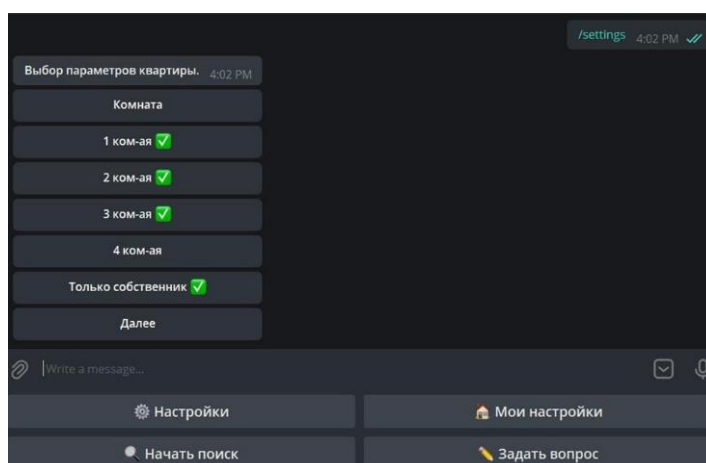 /settings 4:02 PM
Выбор параметров квартиры. 4:02 PM
Комната
1 ком-ая ✅
2 ком-ая ✅
3 ком-ая ✅
4 ком-ая
Только собственник ✅
Далее
Write a message...
⚙ Настройки
🏠 Мои настройки
🔍 Начать поиск
✏️ Задать вопрос